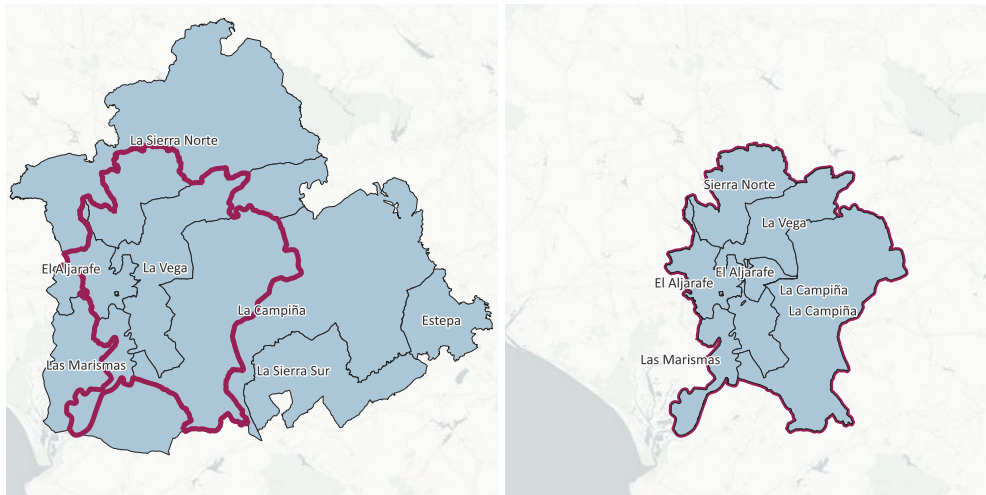 La Sierra Norte
El Aljarafe
La Vega
La Campiña
Estepa
Las Marismas
La Sierra Sur
Sierra Norte
La Vega
El Aljarafe
El Aljarafe
La Campiña
La Campiña
Las Marismas